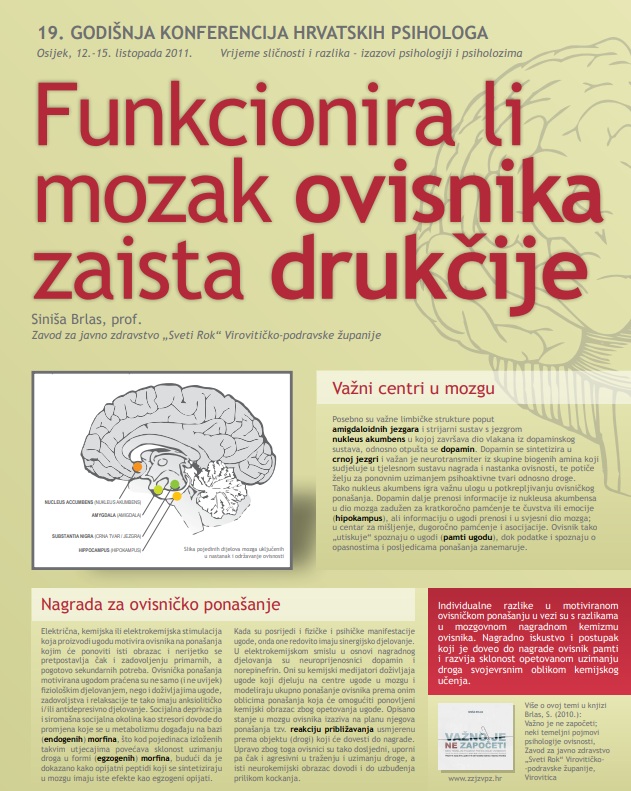 19. GODIŠNJA KONFERENCIJA HRVATSKIH PSIHOLOGA
Osijek, 12.-15. listopada 2011. Vrijeme sličnosti i razlika - izazovi psihologiji i psiholozima
Funkcionira li
mozak ovisnika
zaista drukčije
Siniša Brlas, prof.
Zavod za javno zdravstvo „Sveti Rok“ Virovitičko-podravske županije
NUCLEUS ACCUMBENS (NUKLEUS AKUMBENS)
AMYGDALA (AMIGDALA)
SUBSTANTIA NIGRA (CRNA TVAR / JEZGRA)
HIPPOCAMPUS (HIPOKAMPUS)
Slika pojedinih dijelova mozga uključenih
u nastanak i održavanje ovisnosti
Važni centri u mozgu
Posebno su važne limbičke strukture poput
amigdaloidnih jezgara i strijarni sustav s jezgrom
nukleus akumbens u kojoj završava dio vlakana iz dopaminskog
sustava, odnosno otpušta se dopamin. Dopamin se sintetizira u
crnoj jezgri i važan je neurotransmiter iz skupine biogenih amina koji
sudjeluje u tjelesnom sustavu nagrada i nastanka ovisnosti, te potiče
želju za ponovnim uzimanjem psihoaktivne tvari odnosno droge.
Tako nukleus akumbens igra važnu ulogu u potkrepljivanju ovisničkog
ponašanja. Dopamin dalje prenosi informacije iz nukleusa akumbensa
u dio mozga zadužen za kratkoročno pamćenje te čuvstva ili emocije
(hipokampus), ali informaciju o ugodi prenosi i u svjesni dio mozga;
u centar za mišljenje, dugoročno pamćenje i asocijacije. Ovisnik tako
„utiskuje“ spoznaju o ugodi (pamti ugodu), dok podatke i spoznaju o
opasnostima i posljedicama ponašanja zanemaruje.
Nagrada za ovisničko ponašanje
Električna, kemijska ili elektrokemijska stimulacija
koja proizvodi ugodu motivira ovisnika na ponašanja
kojim će ponoviti isti obrazac i nerijetko se
pretpostavlja čak i zadovoljenju primarnih, a
pogotovo sekundarnih potreba. Ovisnička ponašanja
motivirana ugodom praćena su ne samo (i ne uvijek)
fiziološkim djelovanjem, nego i doživljajima ugode,
zadovoljstva i relaksacije te tako imaju anksiolitičko
i/ili antidepresivno djelovanje. Socijalna deprivacija
i siromašna socijalna okolina kao stresori dovode do
promjena koje se u metabolizmu događaju na bazi
(endogenih) morfina, što kod pojedinaca izloženih
takvim utjecajima povećava sklonost uzimanju
droga u formi (egzogenih) morfina, budući da je
dokazano kako opijatni peptidi koji se sintetiziraju
u mozgu imaju iste efekte kao egzogeni opijati.
Kada su posrijedi i fizičke i psihičke manifestacije
ugode, onda one redovito imaju sinergijsko djelovanje.
U elektrokemijskom smislu u osnovi nagradnog
djelovanja su neuroprijenosnici dopamin i
norepinefrin. Oni su kemijski medijatori doživljaja
ugode koji djeluju na centre ugode u mozgu i
modeliraju ukupno ponašanje ovisnika prema onim
oblicima ponašanja koja će omogućiti ponovljeni
kemijski obrazac zbog opetovanja ugode. Opisano
stanje u mozgu ovisnika izaziva na planu njegova
ponašanja tzv. reakciju približavanja usmjerenu
prema objektu (drogi) koji će dovesti do nagrade.
Upravo zbog toga ovisnici su tako dosljedni, uporni
pa čak i agresivni u traženju i uzimanju droge, a
isti neurokemijski obrazac dovodi i do uzbuđenja
prilikom kockanja.
Individualne razlike u motiviranom
ovisničkom ponašanju u vezi su s razlikama
u mozgovnom nagradnom kemizmu
ovisnika. Nagradno iskustvo i postupak
koji je doveo do nagrade ovisnik pamti
i razvija sklonost opetovanom uzimanju
droga svojevrsnim oblikom kemijskog
učenja.
VAŽNO JE
NE ZAPOČETI
www.zzjzvpz.hr
Više o ovoj temi u knjizi
Brlas, S. (2010.):
Važno je ne započeti;
neki temeljni pojmovi
psihologije ovisnosti,
Zavod za javno zdravstvo
„Sveti Rok“ Virovitičko-
podravske županije,
Virovitica